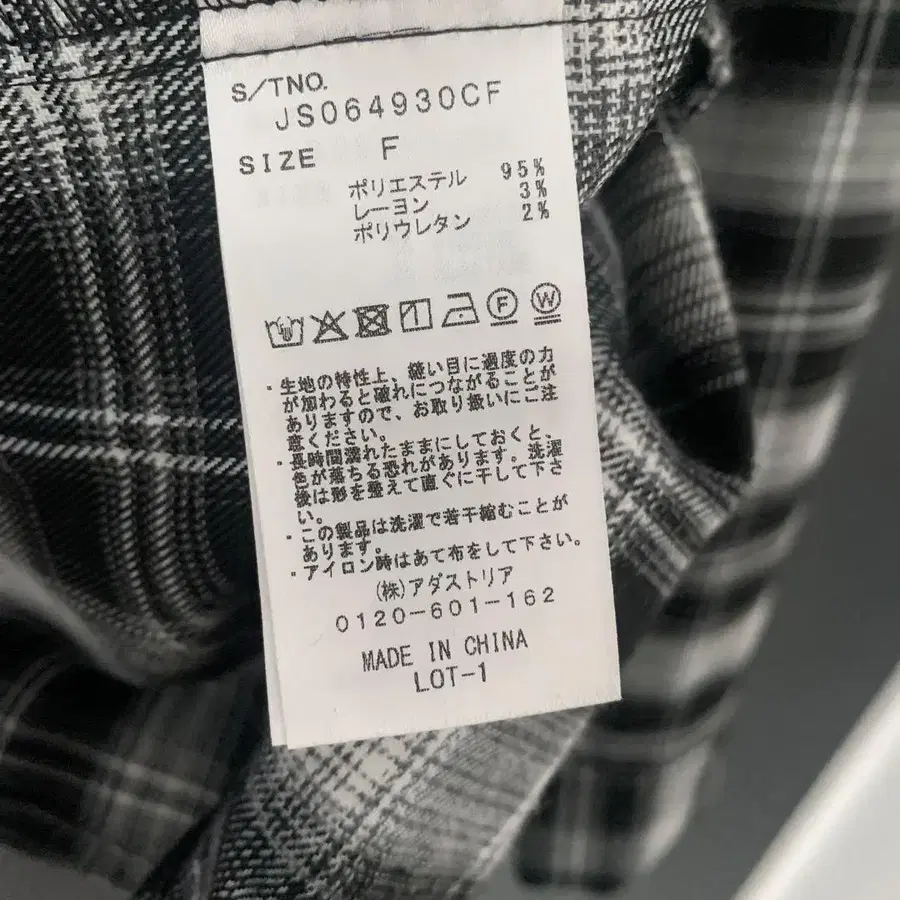 S/TNO.
JS064930CF
SIZE F
ポリエステル 95%
レーヨン 3%
ポリウレタン 2%
F W
・生地の特性上、縫い目に過度の力
が加わると破れにつながることが
ありますので、お取り扱いにご注
意ください。
・長時間濡れたままにしておくと、
色が落ちる恐れがあります。洗濯
後は形を整えて直ぐに干して下さ
い。
・この製品は洗濯で若干縮むことが
あります。
・アイロン時はあて布をして下さい。
(株)アダストリア
0120-601-162
MADE IN CHINA
LOT-1